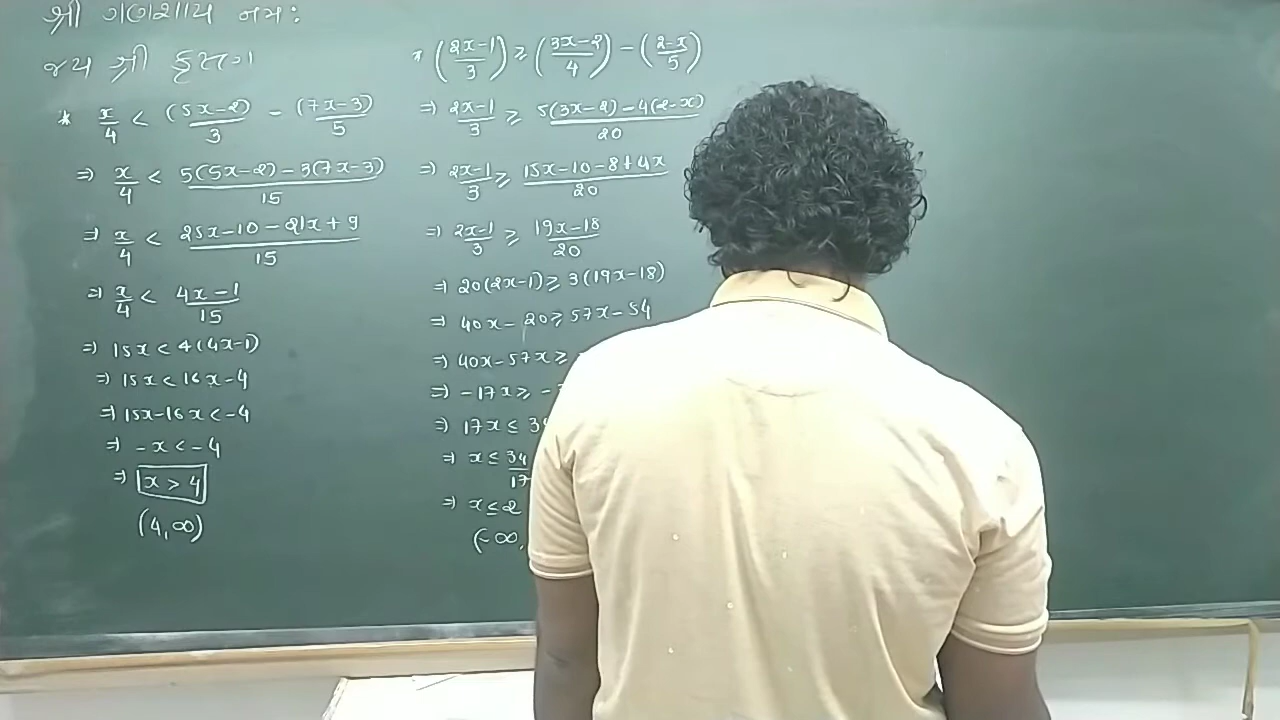 શ્રી ગણેશાય નમ:
જય શ્રી કૃષ્ણ
* x/4 < (5x-2)/3 - (7x-3)/5
⇒ x/4 < 5(5x-2)-3(7x-3)/15
⇒ x/4 < 25x-10-21x+9/15
⇒ x/4 < 4x-1/15
⇒ 15x < 4(4x-1)
⇒ 15x < 16x-4
⇒ 15x-16x < -4
⇒ -x < -4
⇒ x > 4
(4,∞)
* (2x-1/3) ≥ (3x-2/4) - (2-x/5)
⇒ 2x-1/3 ≥ 5(3x-2)-4(2-x)/20
⇒ 2x-1/3 ≥ 15x-10-8+4x/20
⇒ 2x-1/3 ≥ 19x-18/20
⇒ 20(2x-1) ≥ 3(19x-18)
⇒ 40x-20 ≥ 57x-54
⇒ 40x-57x ≥
⇒ -17x ≥ -
⇒ 17x ≤ 3
⇒ x ≤ 34/17
⇒ x ≤ 2
(-∞,